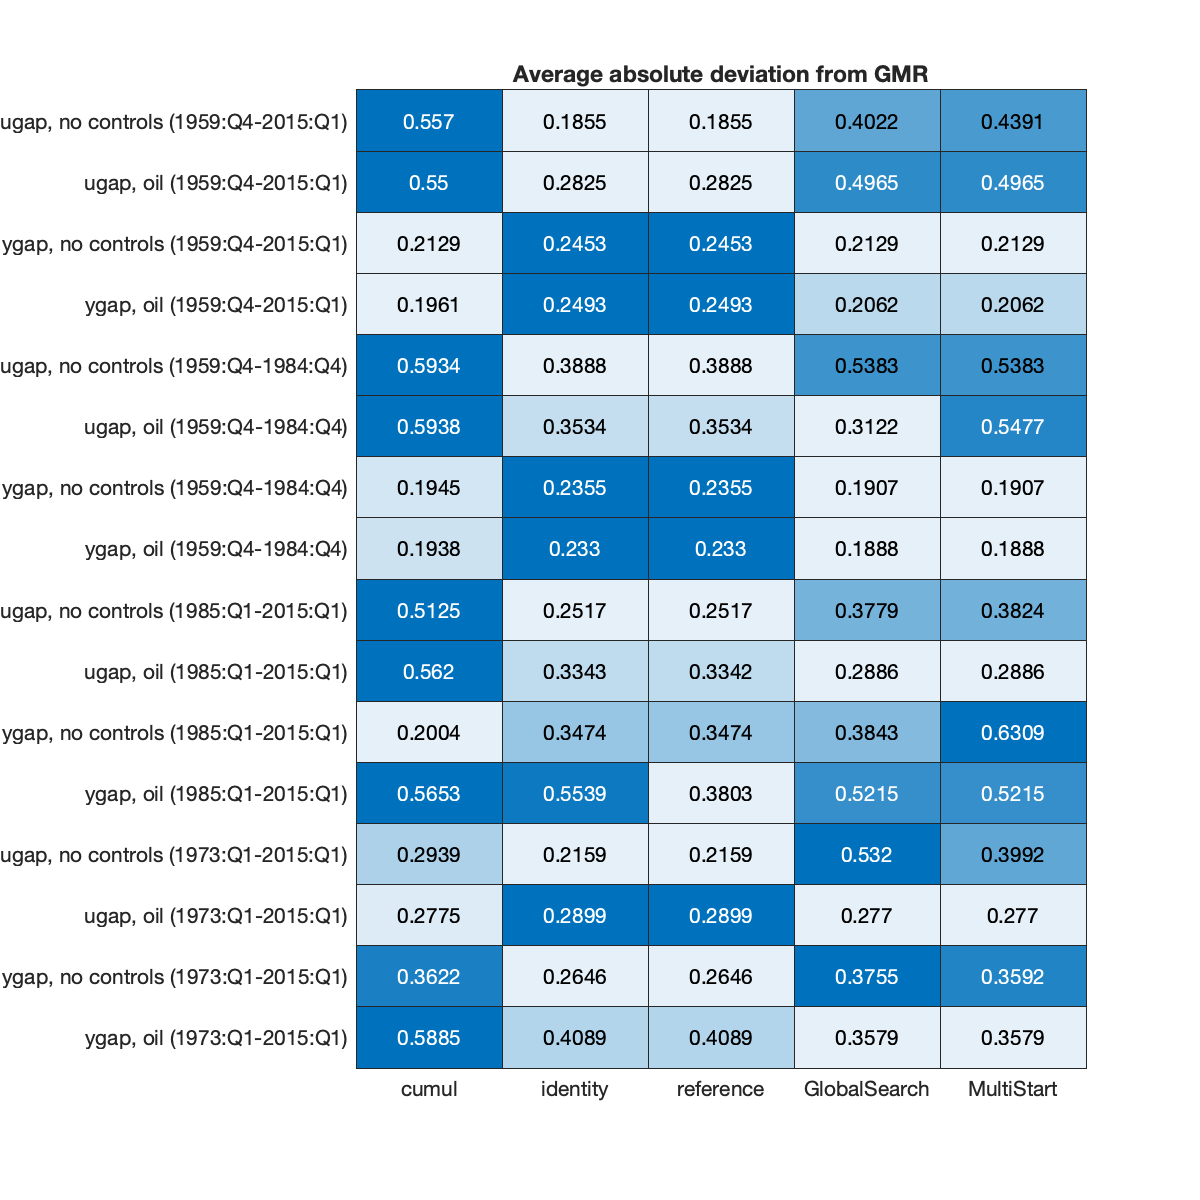 Average absolute deviation from GMR
ugap, no controls (1959:Q4-2015:Q1) 0.557 0.1855 0.1855 0.4022 0.4391
ugap, oil (1959:Q4-2015:Q1) 0.55 0.2825 0.2825 0.4965 0.4965
ygap, no controls (1959:Q4-2015:Q1) 0.2129 0.2453 0.2453 0.2129 0.2129
ygap, oil (1959:Q4-2015:Q1) 0.1961 0.2493 0.2493 0.2062 0.2062
ugap, no controls (1959:Q4-1984:Q4) 0.5934 0.3888 0.3888 0.5383 0.5383
ugap, oil (1959:Q4-1984:Q4) 0.5938 0.3534 0.3534 0.3122 0.5477
ygap, no controls (1959:Q4-1984:Q4) 0.1945 0.2355 0.2355 0.1907 0.1907
ygap, oil (1959:Q4-1984:Q4) 0.1938 0.233 0.233 0.1888 0.1888
ugap, no controls (1985:Q1-2015:Q1) 0.5125 0.2517 0.2517 0.3779 0.3824
ugap, oil (1985:Q1-2015:Q1) 0.562 0.3343 0.3342 0.2886 0.2886
ygap, no controls (1985:Q1-2015:Q1) 0.2004 0.3474 0.3474 0.3843 0.6309
ygap, oil (1985:Q1-2015:Q1) 0.5653 0.5539 0.3803 0.5215 0.5215
ugap, no controls (1973:Q1-2015:Q1) 0.2939 0.2159 0.2159 0.532 0.3992
ugap, oil (1973:Q1-2015:Q1) 0.2775 0.2899 0.2899 0.277 0.277
ygap, no controls (1973:Q1-2015:Q1) 0.3622 0.2646 0.2646 0.3755 0.3592
ygap, oil (1973:Q1-2015:Q1) 0.5885 0.4089 0.4089 0.3579 0.3579
cumul identity reference GlobalSearch MultiStart